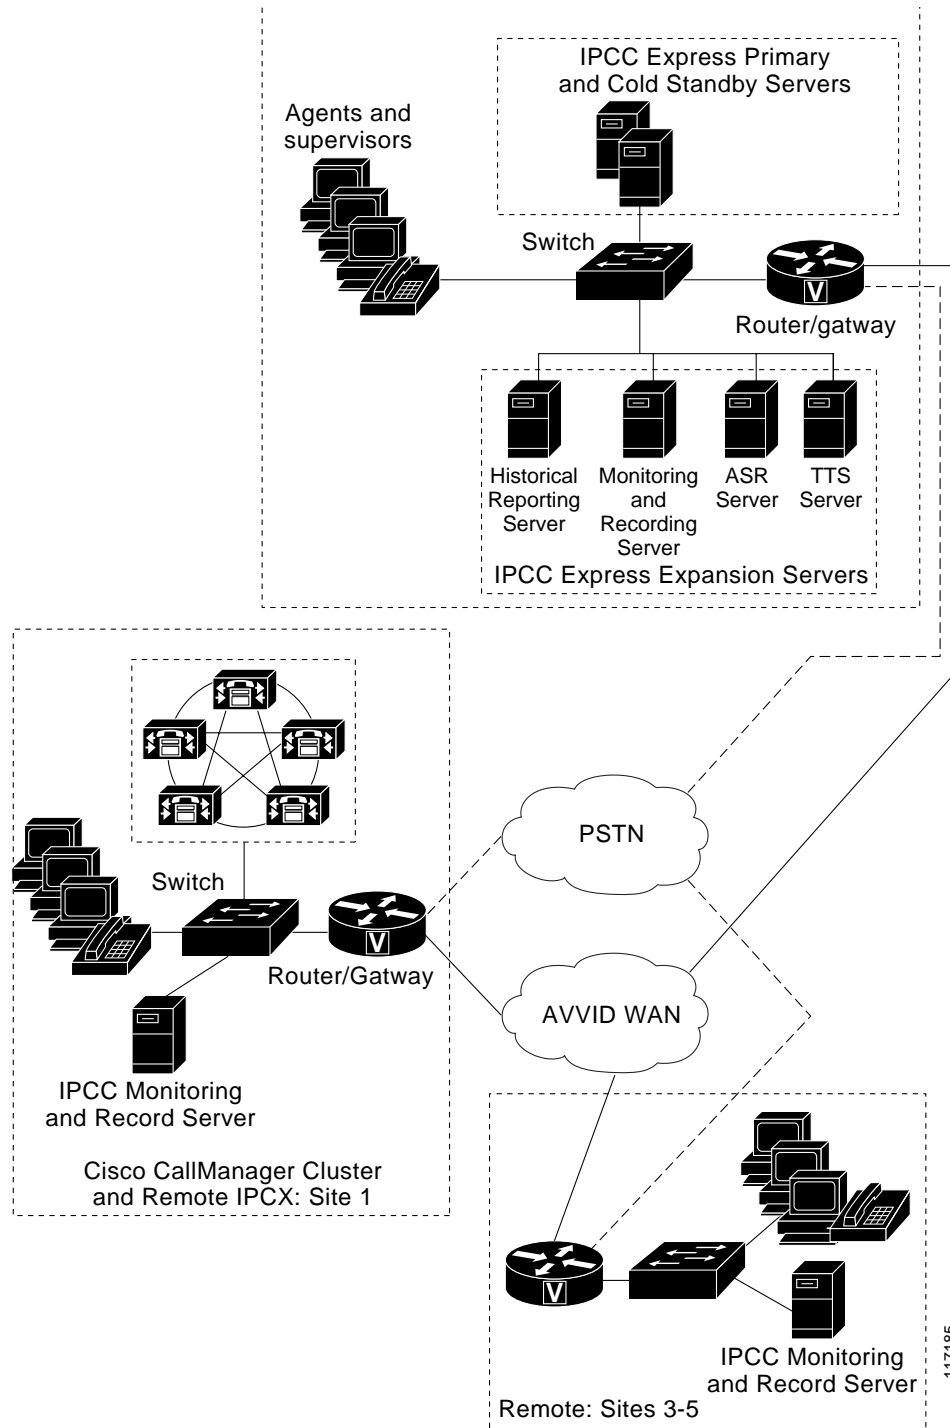 IPCC Express Primary
and Cold Standby Servers
Agents and
supervisors
Switch
V
Router/gatway
Historical
Reporting
Server
Monitoring
and
Recording
Server
ASR
Server
TTS
Server
IPCC Express Expansion Servers
PSTN
Switch
V
Router/Gatway
AVVID WAN
IPCC Monitoring
and Record Server
Cisco CallManager Cluster
and Remote IPCX: Site 1
V
IPCC Monitoring
and Record Server
Remote: Sites 3-5
117185